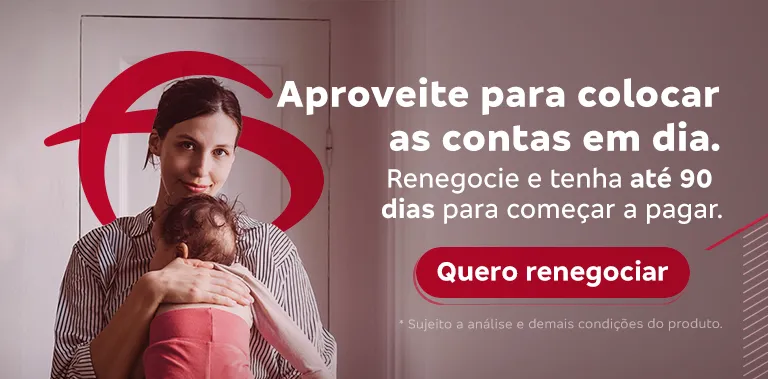 Aproveite para colocar
as contas em dia.
Renegocie e tenha até 90
dias para começar a pagar.
Quero renegociar
* Sujeito a análise e demais condições do produto.